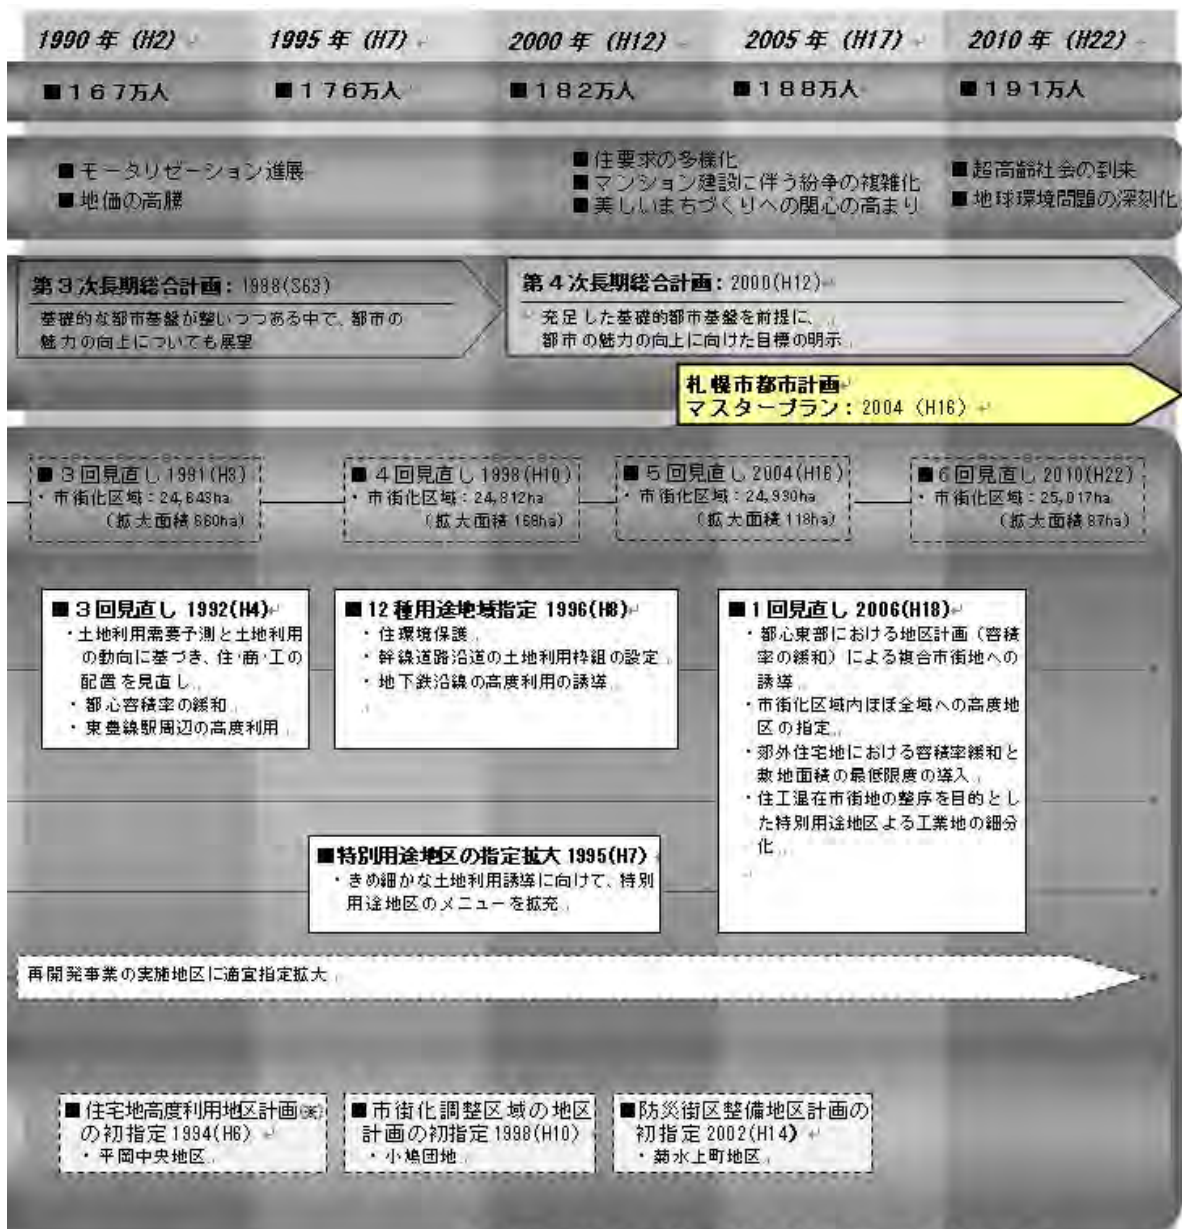 1990年 (H2)
1995年 (H7)
2000年 (H12)
2005年 (H17)
2010年 (H22)
■167万人
■176万人
■182万人
■188万人
■191万人
■モータリゼーション進展
■地価の高騰
■住要求の多様化
■マンション建設に伴う紛争の複雑化
■美しいまちづくりへの関心の高まり
■超高齢社会の到来
■地球環境問題の深刻化
第3次長期総合計画：1998(S63)
基礎的な都市基盤が整いつつある中で、都市の
魅力の向上についても展望
第4次長期総合計画：2000(H12)
充足した基礎的都市基盤を前提に、
都市の魅力の向上に向けた目標の明示
札幌市都市計画
マスタープラン：2004 (H16)
■3回見直し 1991(H3)
・市街化区域：24,643ha
(拡大面積 660ha)
■4回見直し 1998(H10)
・市街化区域：24,812ha
(拡大面積 169ha)
■5回見直し 2004(H16)
・市街化区域：24,930ha
(拡大面積 118ha)
■6回見直し 2010(H22)
・市街化区域：25,017ha
(拡大面積 87ha)
■3回見直し 1992(H4)
・土地利用需要予測と土地利用
の動向に基づき、住・商・工の
配置を見直し
・都心容積率の緩和
・東豊線駅周辺の高度利用
■12種用途地域指定 1996(H8)
・住環境保護
・幹線道路沿道の土地利用枠組の設定
・地下鉄沿線の高度利用の誘導
■1回見直し 2006(H18)
・都心東部における地区計画（容積
率の緩和）による複合市街地への
誘導
・市街化区域内ほぼ全域への高度地
区の指定
・郊外住宅地における容積率緩和と
敷地面積の最低限度の導入
・住工混在市街地の整序を目的とし
た特別用途地区よる工業地の細分
化
■特別用途地区の指定拡大 1995(H7)
・きめ細かな土地利用誘導に向けて、特別
用途地区のメニューを拡充
再開発事業の実施地区に適宜指定拡大
■住宅地高度利用地区計画(※)
の初指定 1994(H6)
・平岡中央地区
■市街化調整区域の地区
計画の初指定 1998(H10)
・小鳩団地
■防災街区整備地区計画の
初指定 2002(H14)
・菊水上町地区